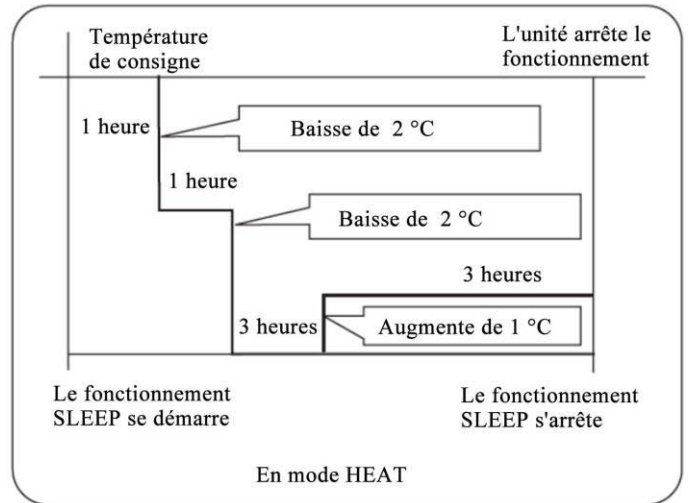 Température
de consigne
L'unité arrête le
fonctionnement
1 heure
Baisse de 2 °C
1 heure
Baisse de 2 °C
3 heures
3 heures
Augmente de 1 °C
Le fonctionnement
SLEEP se démarre
Le fonctionnement
SLEEP s'arrête
En mode HEAT